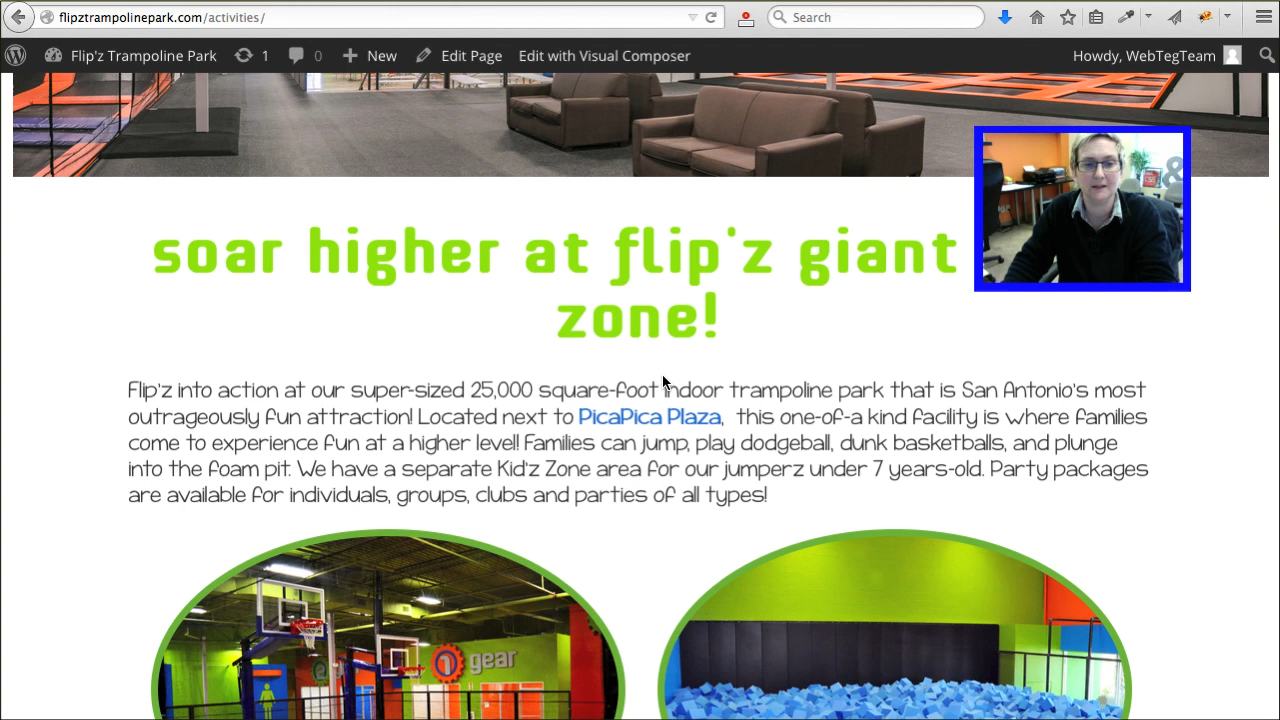 flipztrampolinepark.com/activities/
Search
Flip'z Trampoline Park 1 0 New Edit Page Edit with Visual Composer Howdy, WebTegTeam
&
soar higher at flip'z giant
zone!
Flip'z into action at our super-sized 25,000 square-foot indoor trampoline park that is San Antonio's most
outrageously fun attraction! Located next to PicaPica Plaza, this one-of-a kind facility is where families
come to experience fun at a higher level! Families can jump, play dodgeball, dunk basketballs, and plunge
into the foam pit. We have a separate Kid'z Zone area for our jumperz under 7 years-old. Party packages
are available for individuals, groups, clubs and parties of all types!
1 gear